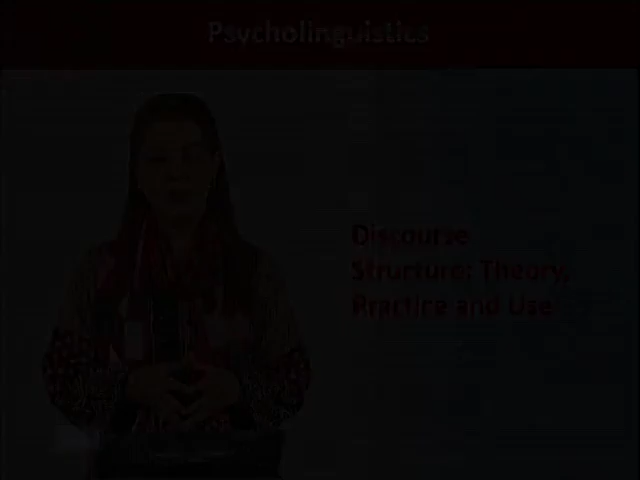 Psycholinguistics
Discourse
Structure: Theory,
Practice and Use